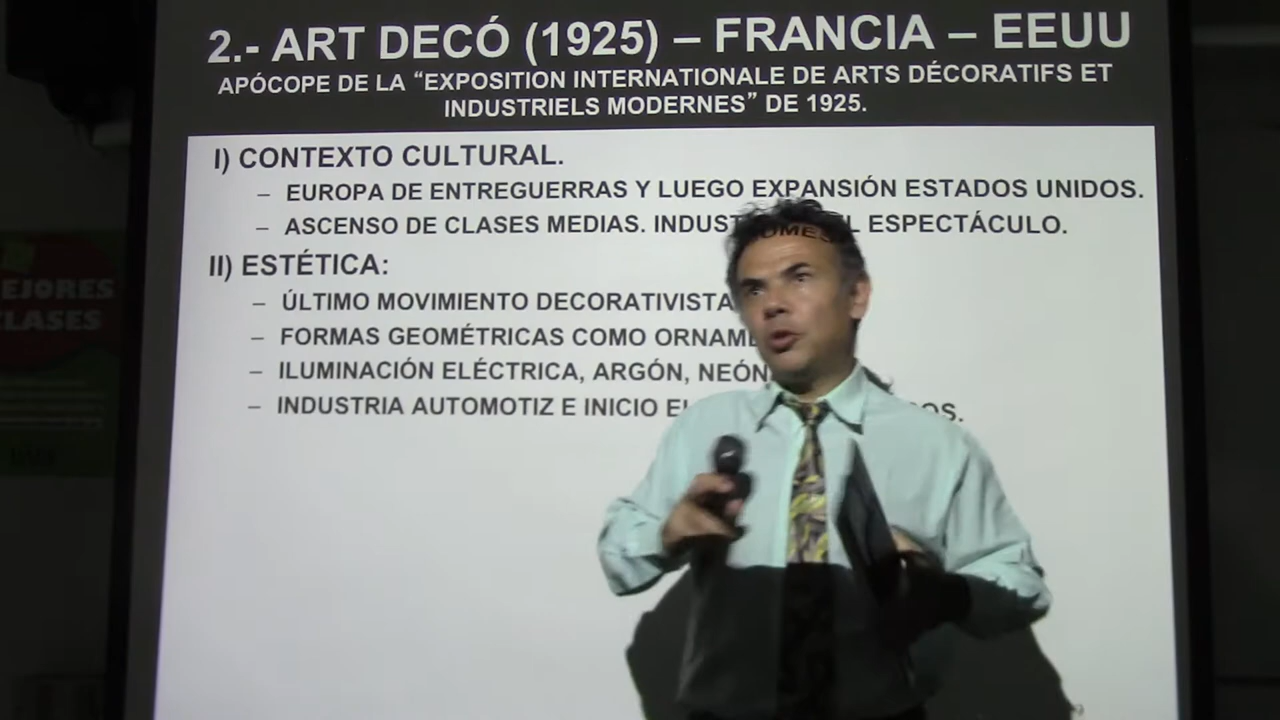 2.- ART DECÓ (1925) – FRANCIA – EEUU
APÓCOPE DE LA “EXPOSITION INTERNATIONALE DE ARTS DÉCORATIFS ET
INDUSTRIELS MODERNES” DE 1925.
I) CONTEXTO CULTURAL.
– EUROPA DE ENTREGUERRAS Y LUEGO EXPANSIÓN ESTADOS UNIDOS.
– ASCENSO DE CLASES MEDIAS. ESPECTÁCULO.
II) ESTÉTICA:
– ÚLTIMO MOVIMIENTO DECORATIVISTA
– FORMAS GEOMÉTRICAS COMO
– ILUMINACIÓN ELÉCTRICA, ARGÓN, NEÓN
– INDUSTRIA AUTOMOTIZ E INICIO
EJORES
CLASES